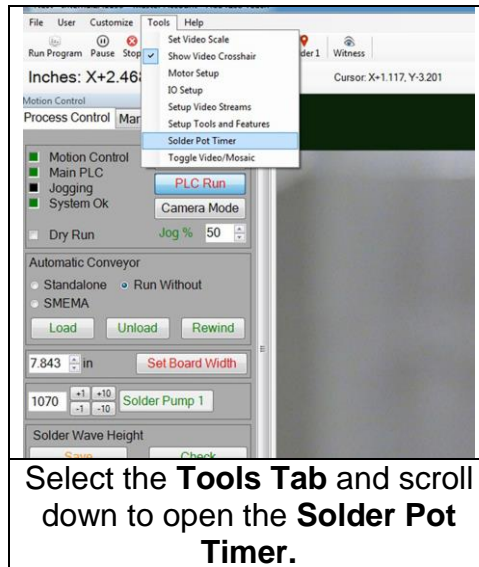 File User Customize Tools Help
Set Video Scale
Run Program Pause Stop Show Video Crosshair der 1 Witness
Motor Setup
Inches: X+2.46 Cursor: X+1.117, Y-3.201
IO Setup
Motion Control Setup Video Streams
Process Control Mar Setup Tools and Features
Solder Pot Timer
Toggle Video/Mosaic
Motion Control
Main PLC
Jogging PLC Run
System Ok Camera Mode
Dry Run Jog % 50
Automatic Conveyor
Standalone Run Without
SMEMA
Load Unload Rewind
7.843 in Set Board Width
1070 +1 +10 Solder Pump 1
-1 -10
Solder Wave Height
Save Check
Select the Tools Tab and scroll
down to open the Solder Pot
Timer.